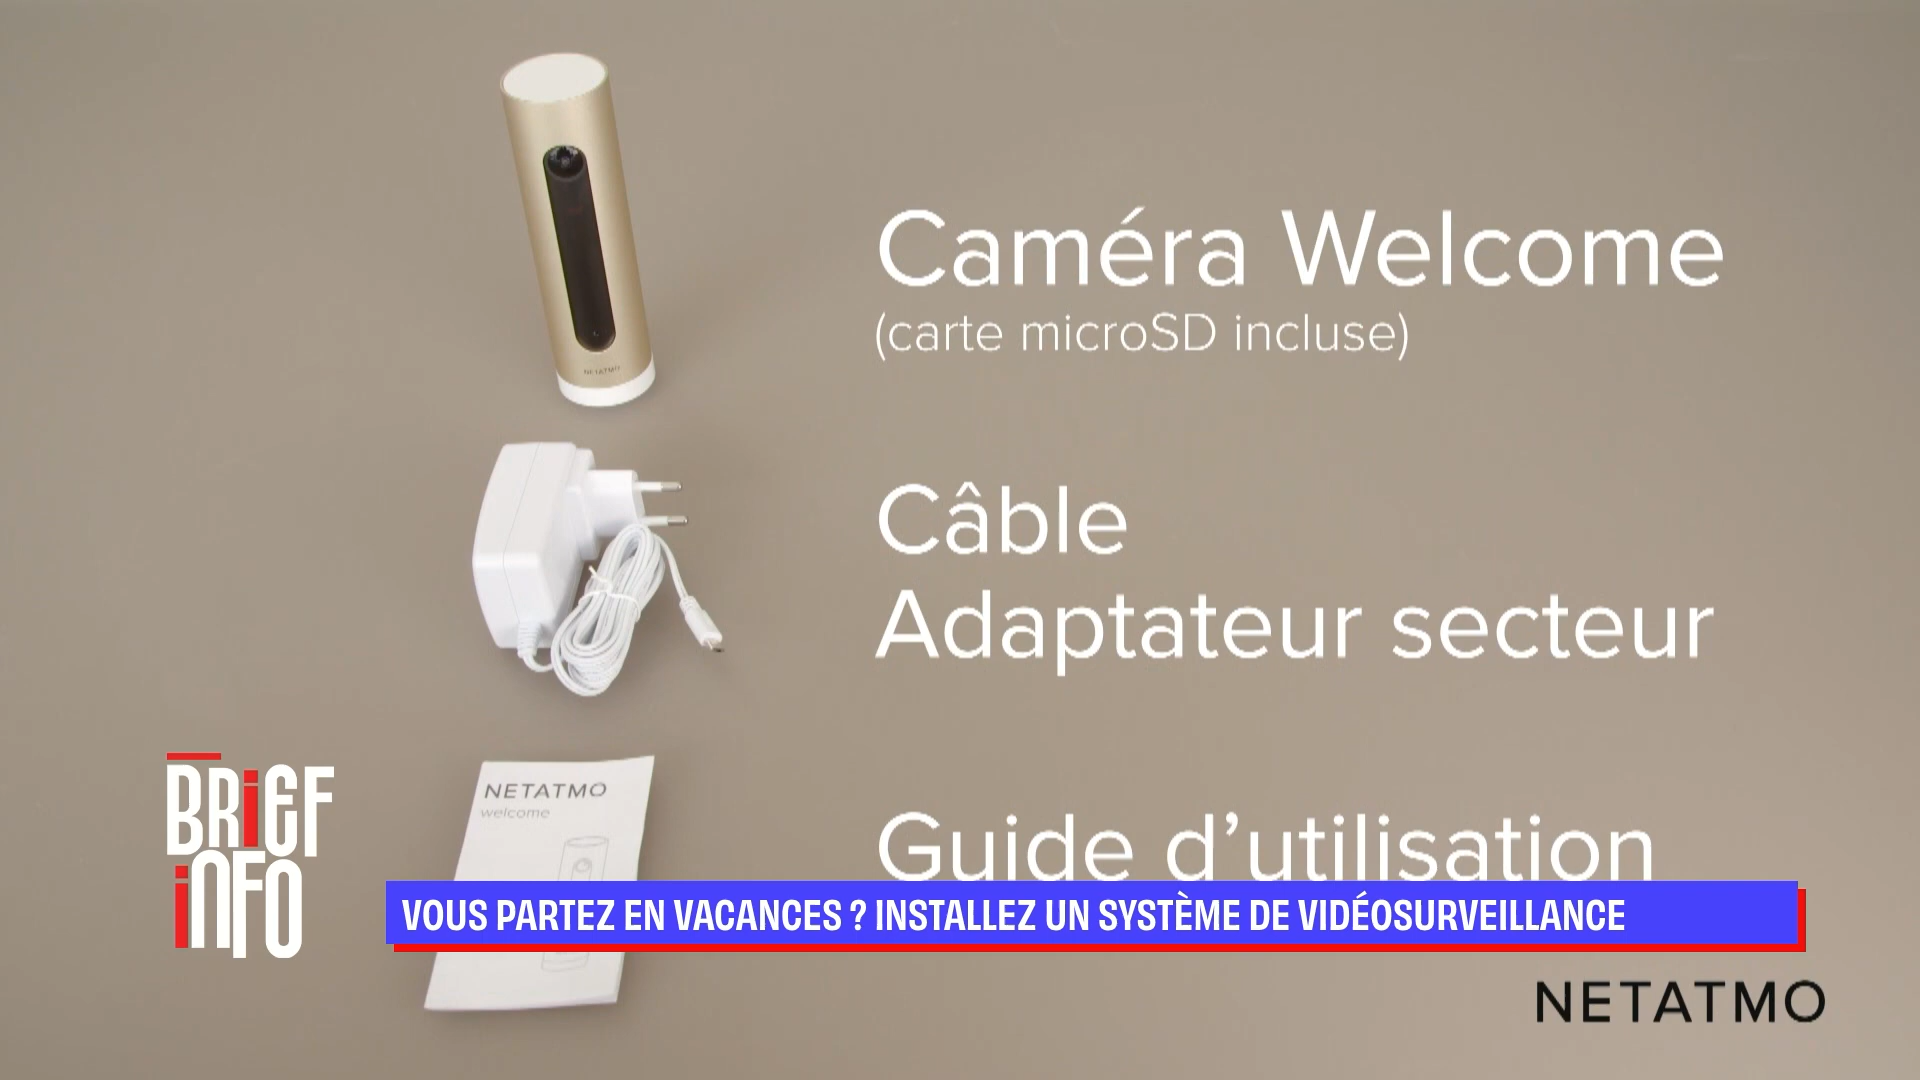 Caméra Welcome
(carte microSD incluse)
NETATMO
Câble
Adaptateur secteur
NETATMO
welcome
Guide d’utilisation
BRiEF
iNFO
VOUS PARTEZ EN VACANCES ? INSTALLEZ UN SYSTÈME DE VIDÉOSURVEILLANCE
NETATMO